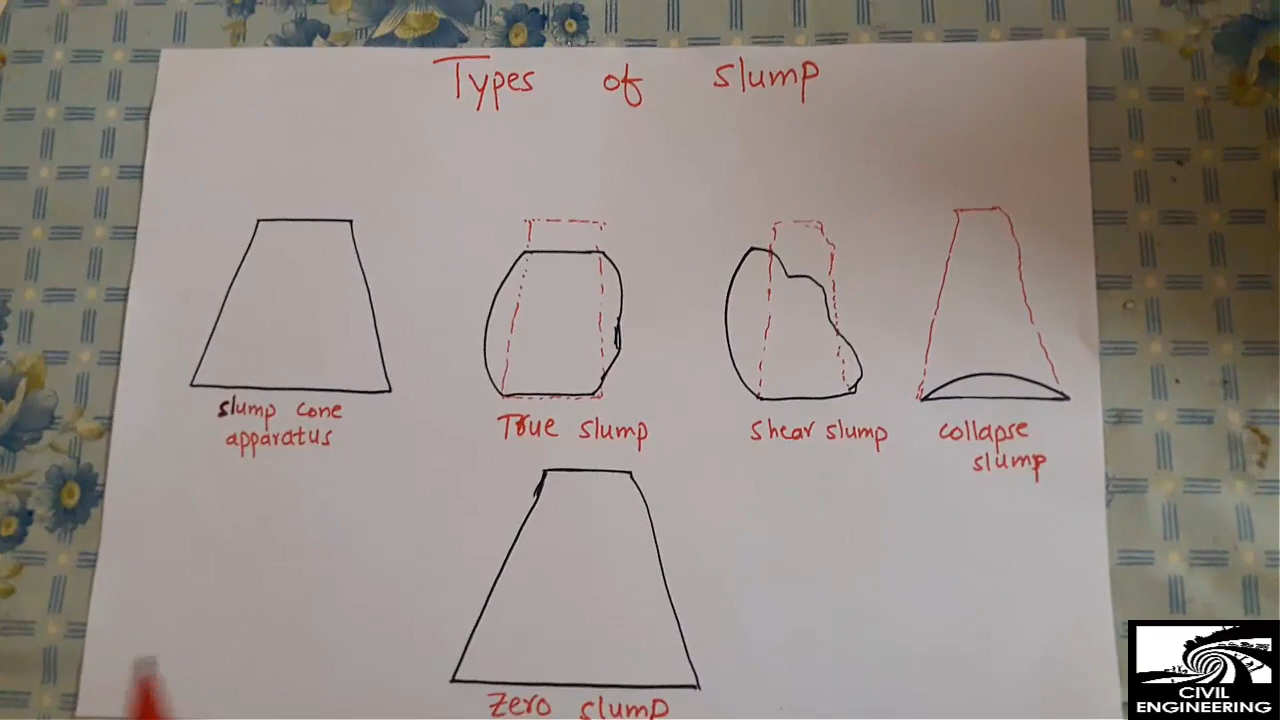 Types of slump
slump cone
apparatus
True slump
Shear slump
collapse
slump
Zero slump
CIVIL
ENGINEERING